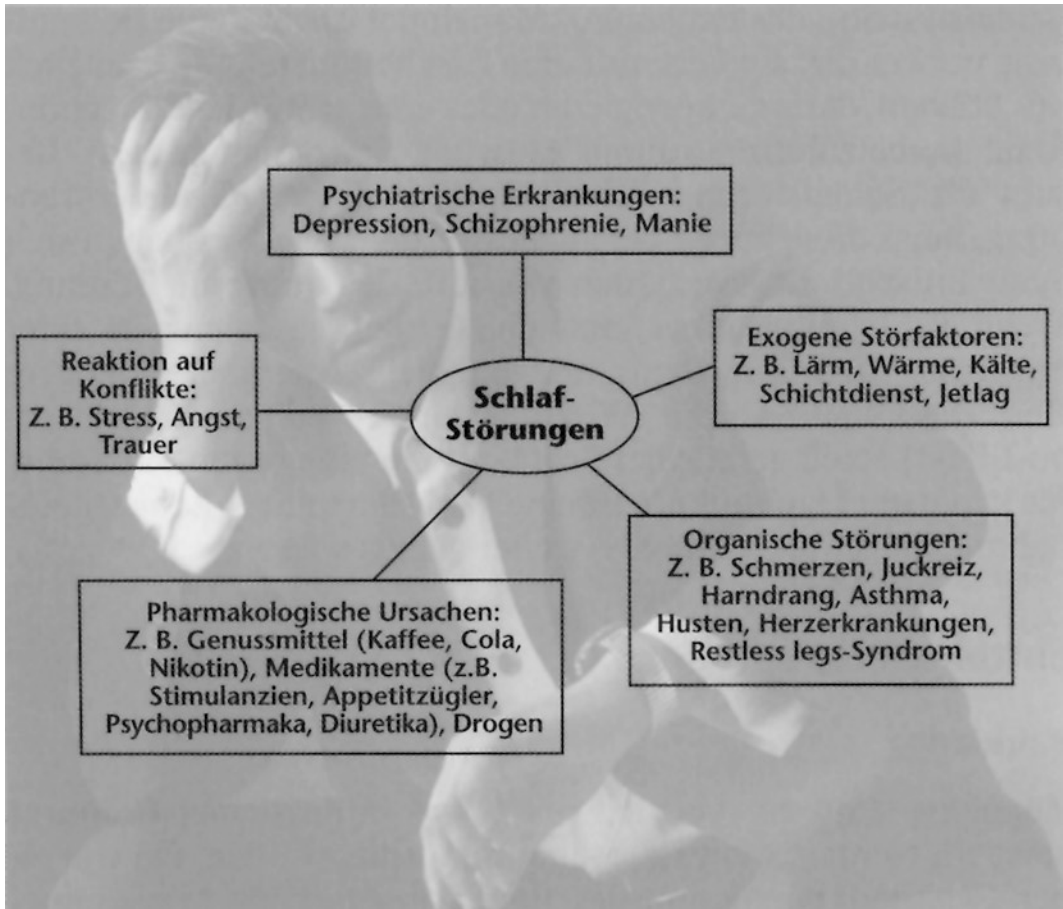 Psychiatrische Erkrankungen:
Depression, Schizophrenie, Manie
Reaktion auf
Konflikte:
Z. B. Stress, Angst,
Trauer
Schlaf-
Störungen
Exogene Störfaktoren:
Z. B. Lärm, Wärme, Kälte,
Schichtdienst, Jetlag
Pharmakologische Ursachen:
Z. B. Genussmittel (Kaffee, Cola,
Nikotin), Medikamente (z.B.
Stimulanzien, Appetitzügler,
Psychopharmaka, Diuretika), Drogen
Organische Störungen:
Z. B. Schmerzen, Juckreiz,
Harndrang, Asthma,
Husten, Herzerkrankungen,
Restless legs-Syndrom